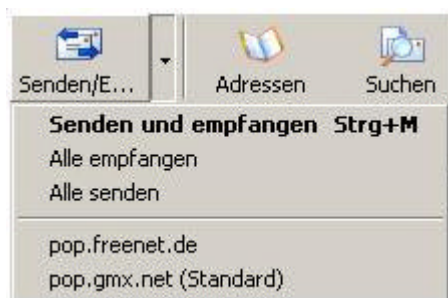 Senden/E... Adressen Suchen
Senden und empfangen Strg+M
Alle empfangen
Alle senden
pop.freenet.de
pop.gmx.net (Standard)